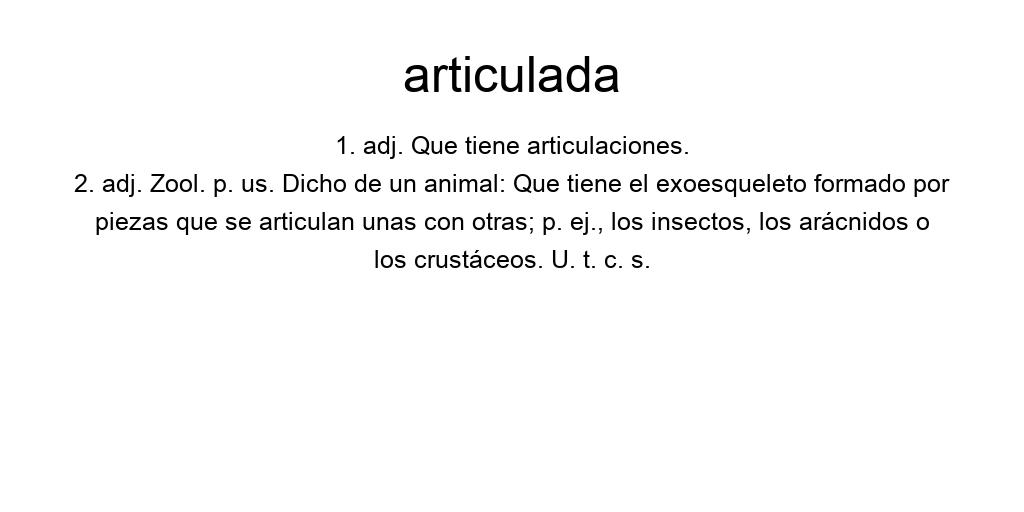 articulada
1. adj. Que tiene articulaciones.
2. adj. Zool. p. us. Dicho de un animal: Que tiene el exoesqueleto formado por
piezas que se articulan unas con otras; p. ej., los insectos, los arácnidos o
los crustáceos. U. t. c. s.